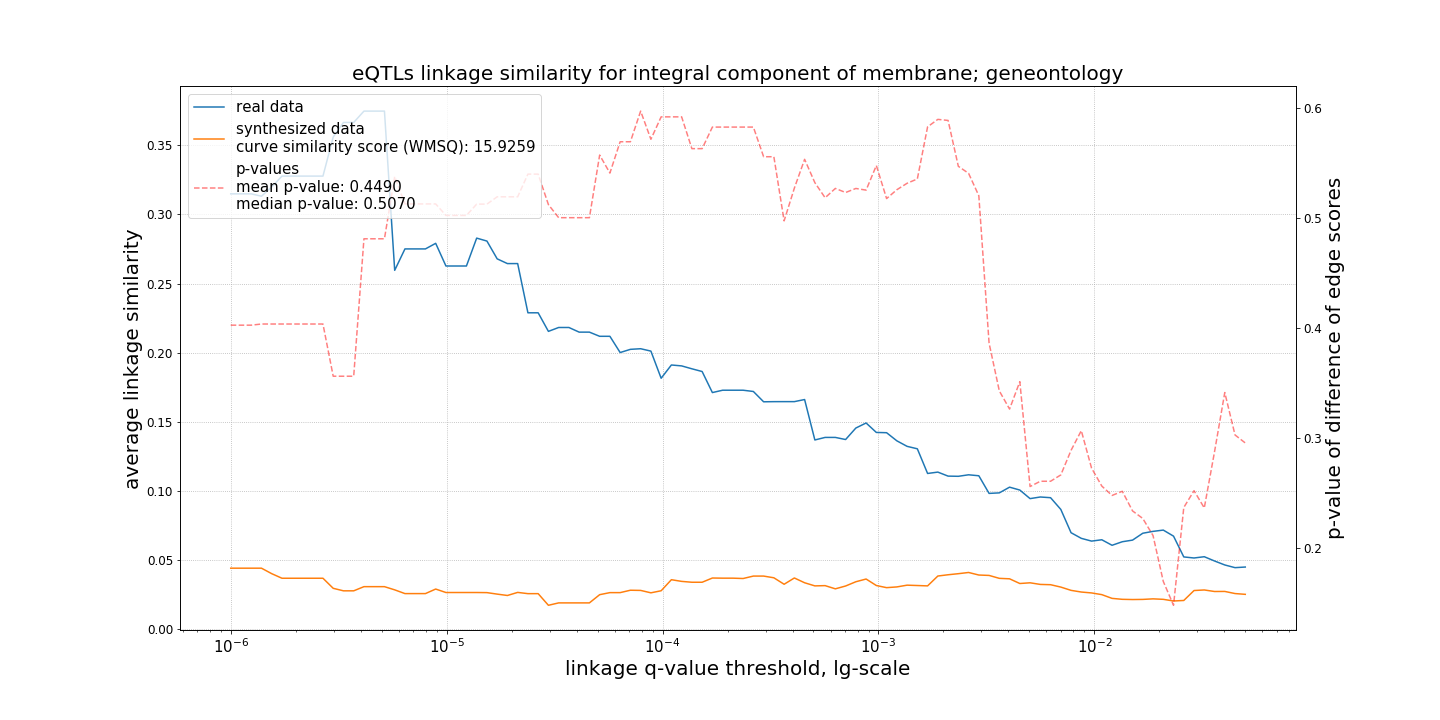 eQTLs linkage similarity for integral component of membrane; geneontology
real data
synthesized data
curve similarity score (WMSQ): 15.9259
p-values
mean p-value: 0.4490
median p-value: 0.5070
average linkage similarity
0.35
0.30
0.25
0.20
0.15
0.10
0.05
0.00
0.6
0.5
0.4
0.3
0.2
p-value of difference of edge scores
10⁻⁶ 10⁻⁵ 10⁻⁴ 10⁻³ 10⁻²
linkage q-value threshold, lg-scale